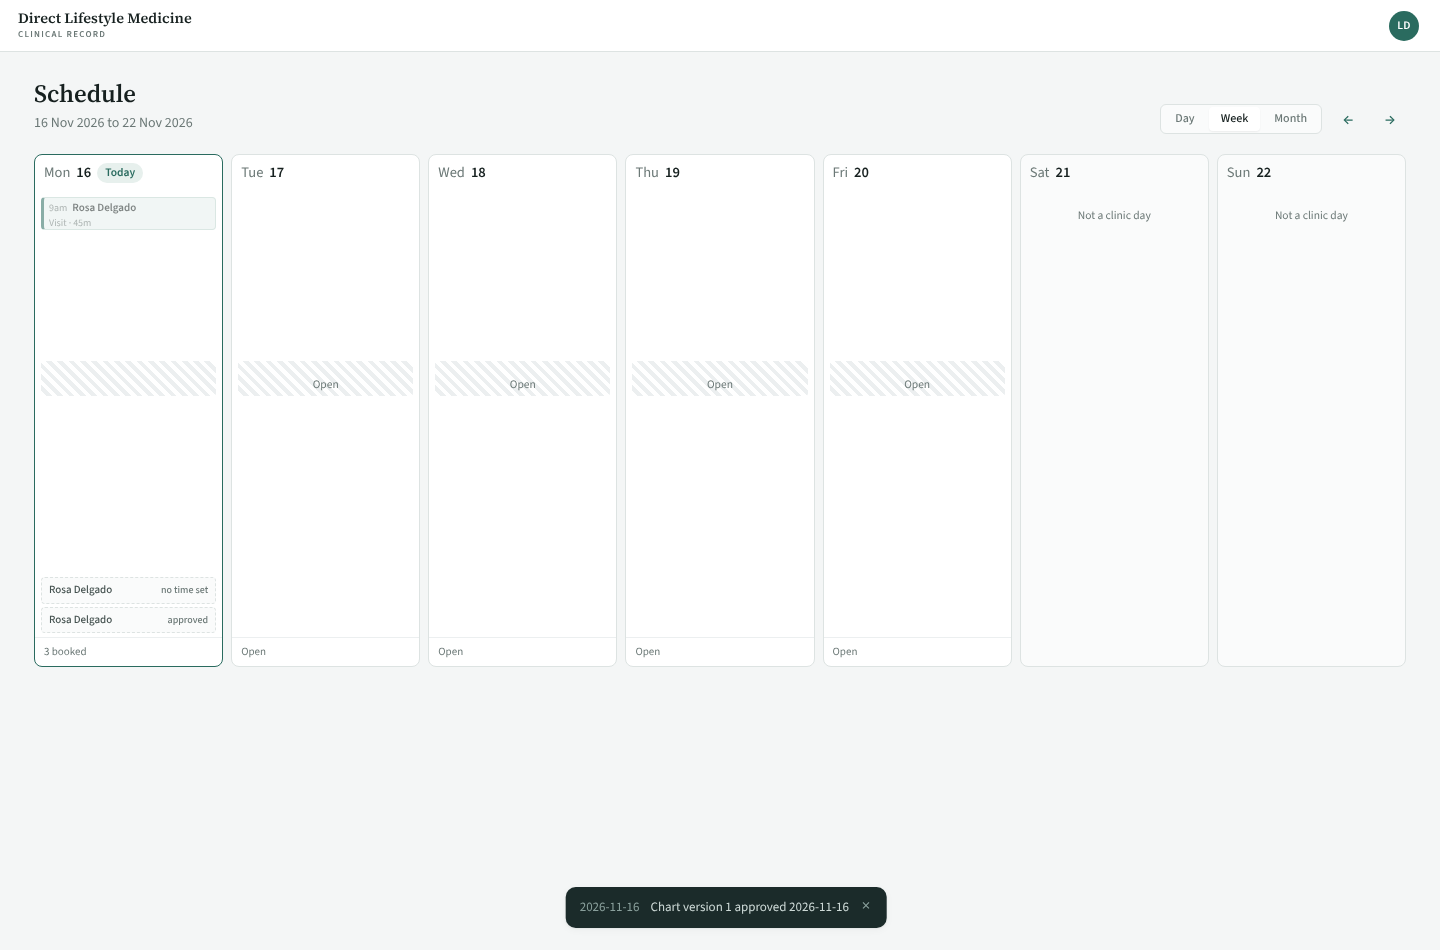 Direct Lifestyle Medicine
CLINICAL RECORD
LD
Schedule
16 Nov 2026 to 22 Nov 2026
Day Week Month ← →
Mon 16 Today
9am Rosa Delgado
Visit · 45m
Rosa Delgado no time set
Rosa Delgado approved
3 booked
Tue 17
Open
Open
Wed 18
Open
Open
Thu 19
Open
Open
Fri 20
Open
Open
Sat 21
Not a clinic day
Sun 22
Not a clinic day
2026-11-16 Chart version 1 approved 2026-11-16 ×